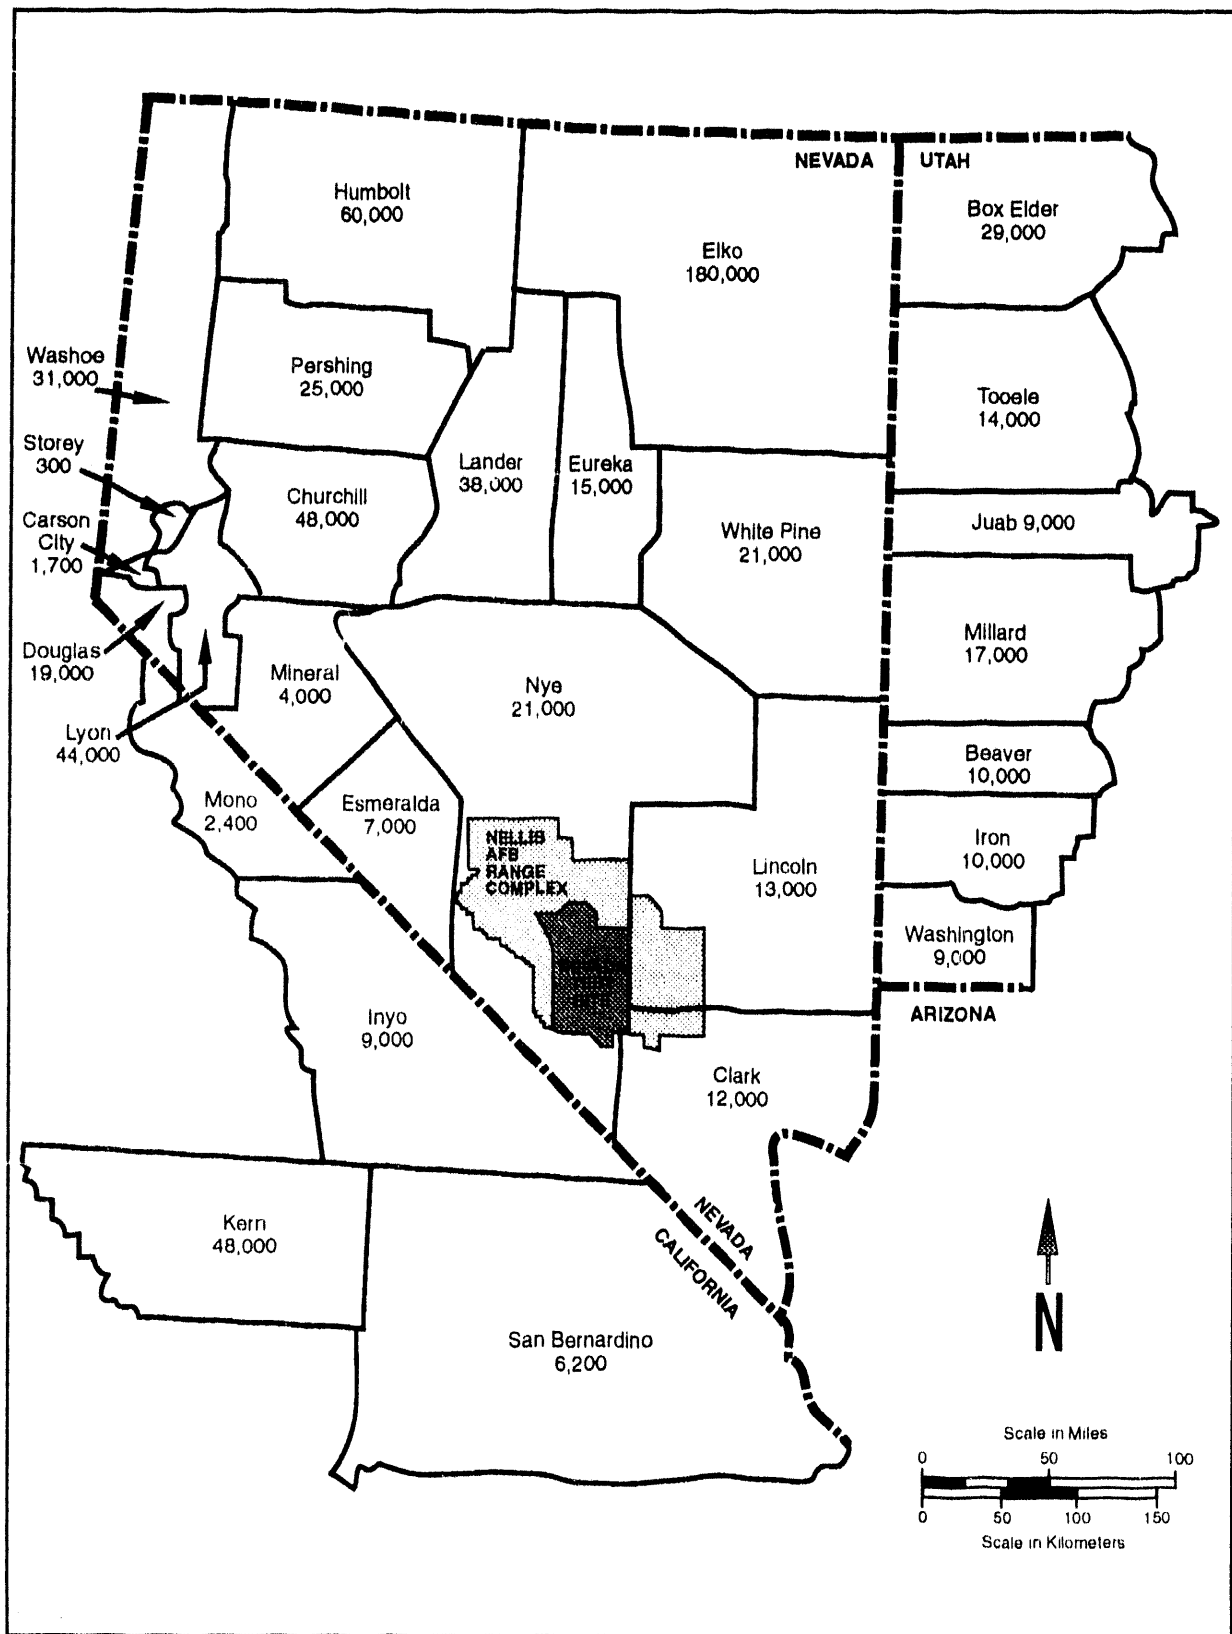 NEVADA
UTAH
Humbolt
60,000
Box Elder
29,000
Elko
180,000
Washoe
31,000
Pershing
25,000
Tooele
14,000
Storey
300
Lander
38,000
Eureka
15,000
Churchill
48,000
Carson
City
1,700
White Pine
21,000
Juab 9,000
Douglas
19,000
Mineral
4,000
Nye
21,000
Millard
17,000
Lyon
44,000
Beaver
10,000
Mono
2,400
Esmeralda
7,000
NELLIS
AFB
RANGE
COMPLEX
Lincoln
13,000
Iron
10,000
Washington
9,000
ARIZONA
Inyo
9,000
Clark
12,000
NEVADA
CALIFORNIA
Kern
48,000
N
San Bernardino
6,200
Scale in Miles
0 50 100
0 50 100 150
Scale in Kilometers